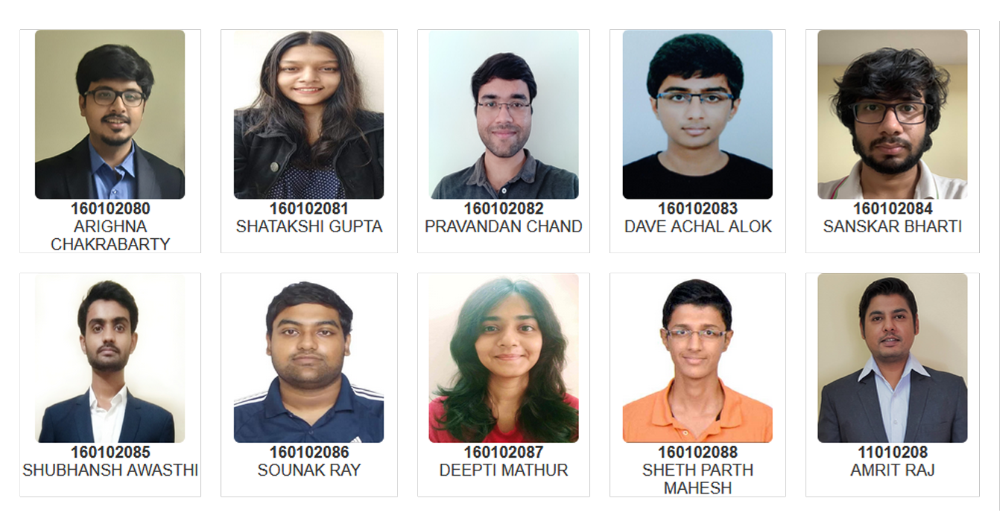 160102080
ARIGHNA
CHAKRABARTY
160102081
SHATAKSHI GUPTA
160102082
PRAVANDAN CHAND
160102083
DAVE ACHAL ALOK
160102084
SANSKAR BHARTI
160102085
SHUBHANSH AWASTHI
160102086
SOUNAK RAY
160102087
DEEPTI MATHUR
160102088
SHETH PARTH
MAHESH
11010208
AMRIT RAJ